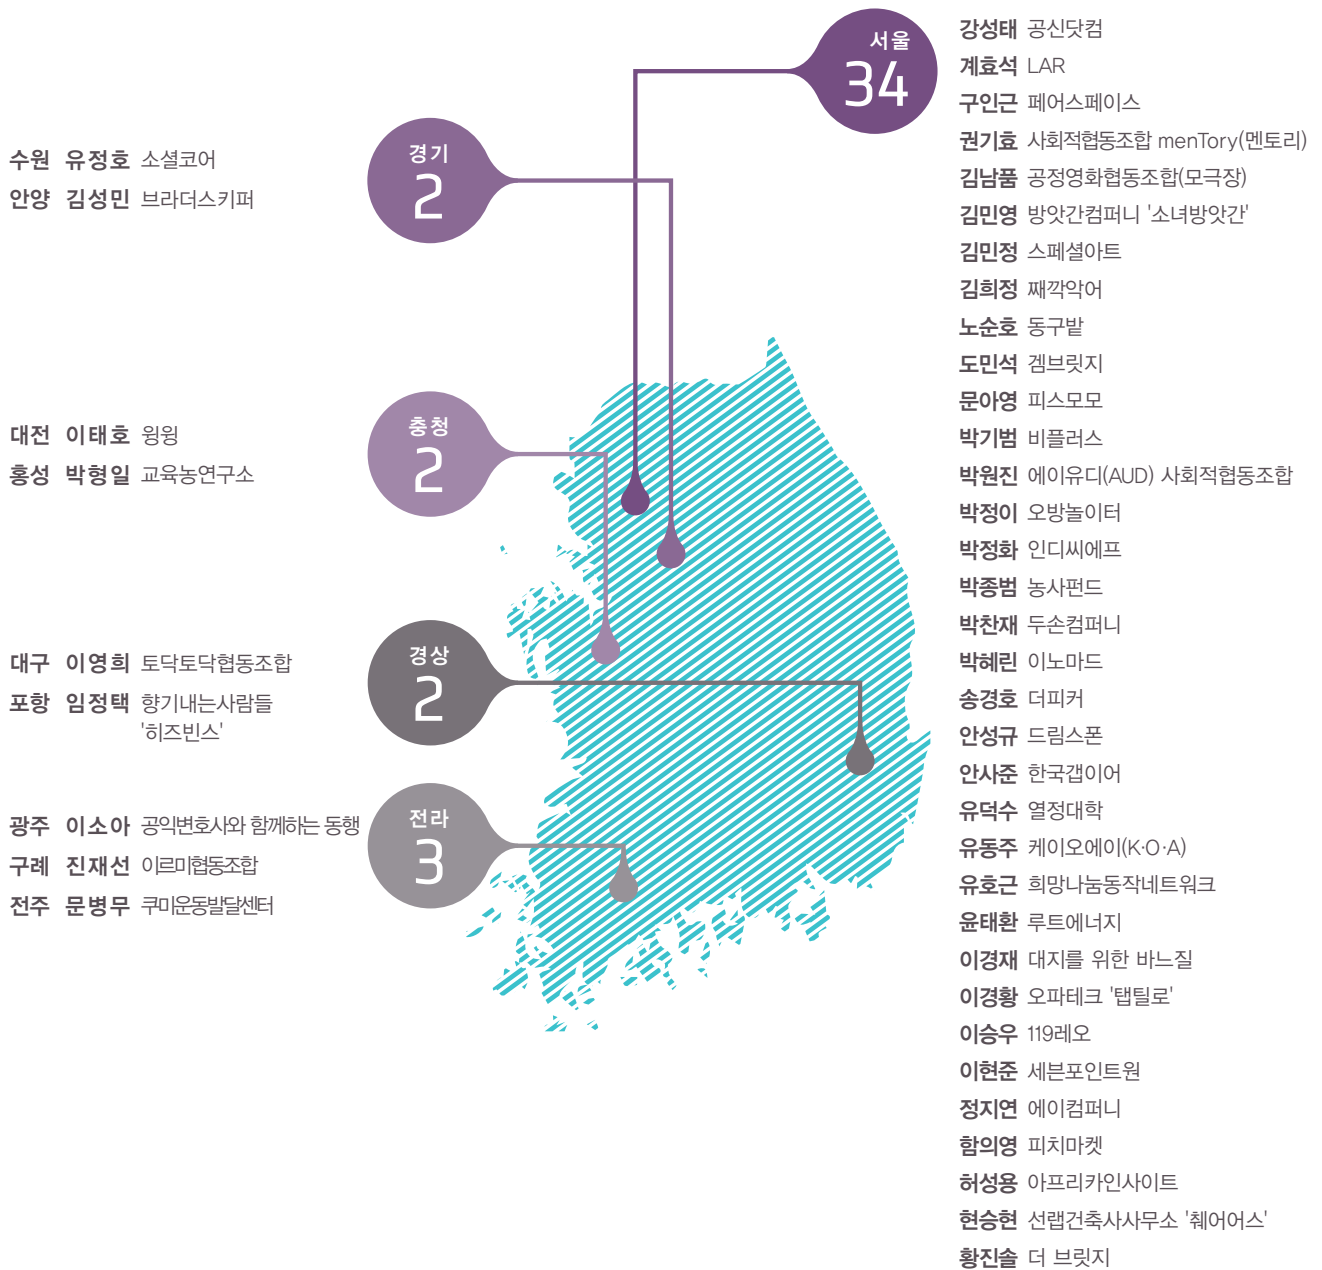 서울
34
강성태 공신닷컴
계효석 LAR
구인근 페어스페이스
권기효 사회적협동조합 menTory(멘토리)
김남품 공정영화협동조합(모극장)
김민영 방앗간컴퍼니 '소녀방앗간'
김민정 스페셜아트
김희정 째깍악어
노순호 동구밭
도민석 겜브릿지
문아영 피스모모
박기범 비플러스
박원진 에이유디(AUD) 사회적협동조합
박정이 오방놀이터
박정화 인디씨에프
박종범 농사펀드
박찬재 두손컴퍼니
박혜린 이노마드
송경호 더피커
안성규 드림스폰
안사준 한국갭이어
유덕수 열정대학
유동주 케이오에이(K·O·A)
유호근 희망나눔동작네트워크
윤태환 루트에너지
이경재 대지를 위한 바느질
이경황 오파테크 '탭틸로'
이승우 119레오
이현준 세븐포인트원
정지연 에이컴퍼니
함의영 피치마켓
허성용 아프리카인사이트
현승현 선랩건축사사무소 '췌어어스'
황진솔 더 브릿지
경기
2
수원 유정호 소셜코어
안양 김성민 브라더스키퍼
충청
2
대전 이태호 윙윙
홍성 박형일 교육농연구소
경상
2
대구 이영희 토닥토닥협동조합
포항 임정택 향기내는사람들
'히즈빈스'
전라
3
광주 이소아 공익변호사와 함께하는 동행
구례 진재선 이르미협동조합
전주 문병무 쿠미운동발달센터